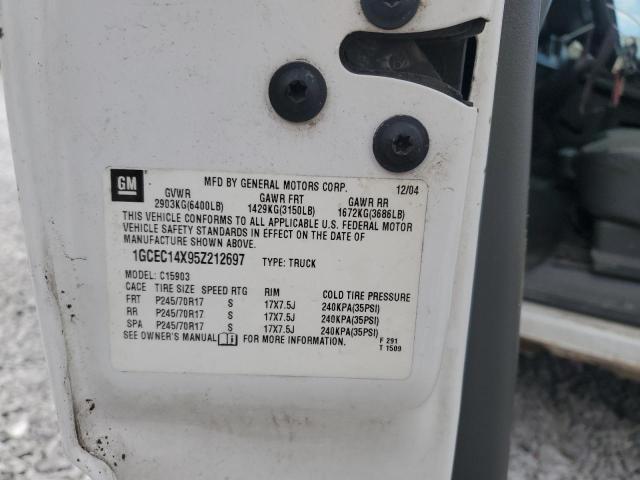 GM MFD BY GENERAL MOTORS CORP. 12/04
GVWR GAWR FRT GAWR RR
2903KG(6400LB) 1429KG(3150LB) 1672KG(3686LB)
THIS VEHICLE CONFORMS TO ALL APPLICABLE U.S. FEDERAL MOTOR
VEHICLE SAFETY STANDARDS IN EFFECT ON THE DATE OF
MANUFACTURE SHOWN ABOVE.
1GCEC14X95Z212697 TYPE: TRUCK
MODEL: C15903
CACE TIRE SIZE SPEED RTG RIM COLD TIRE PRESSURE
FRT P245/70R17 S 17X7.5J 240KPA(35PSI)
RR P245/70R17 S 17X7.5J 240KPA(35PSI)
SPA P245/70R17 S 17X7.5J 240KPA(35PSI)
SEE OWNER'S MANUAL FOR MORE INFORMATION.
F 291
T 1509